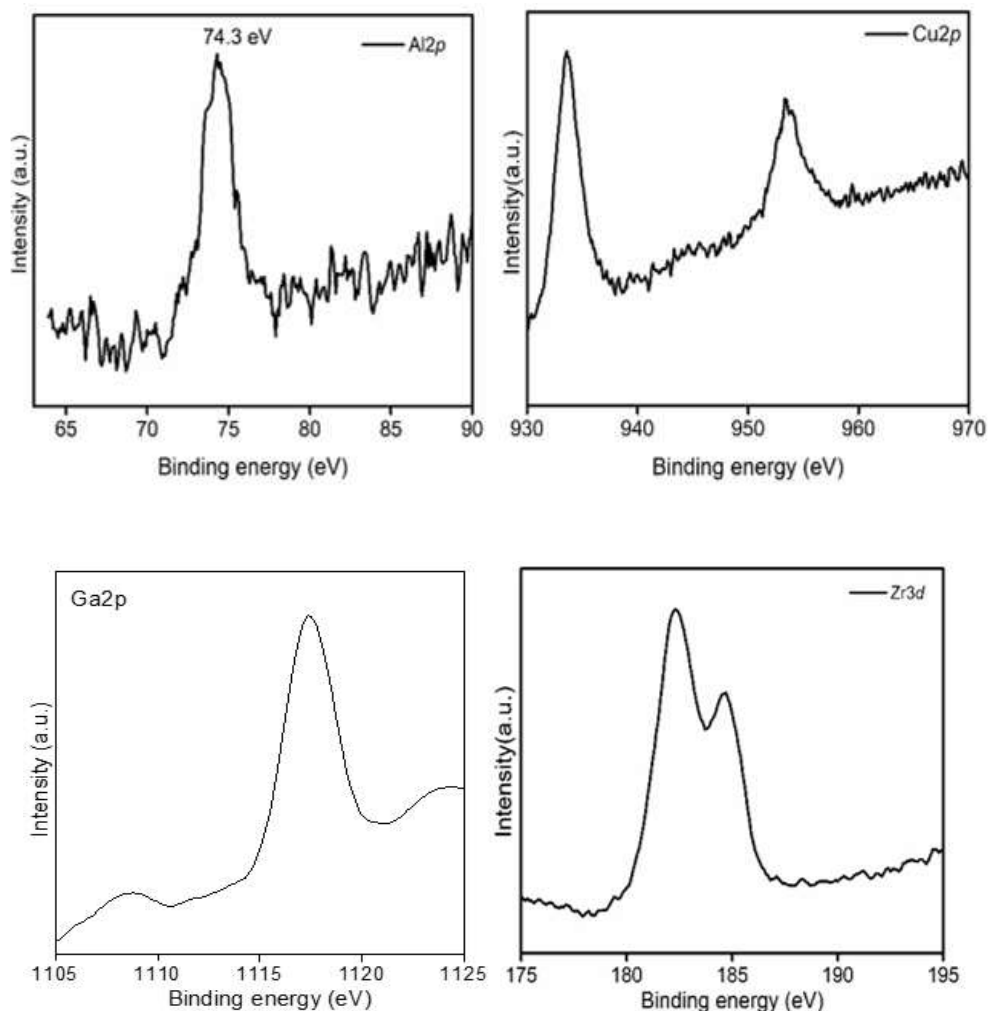 74.3 eV
Al2p
Intensity (a.u.)
65 70 75 80 85 90
Binding energy (eV)
Cu2p
Intensity(a.u.)
930 940 950 960 970
Binding energy (eV)
Ga2p
Intensity (a.u.)
1105 1110 1115 1120 1125
Binding energy (eV)
Zr3d
Intensity(a.u.)
175 180 185 190 195
Binding energy (eV)